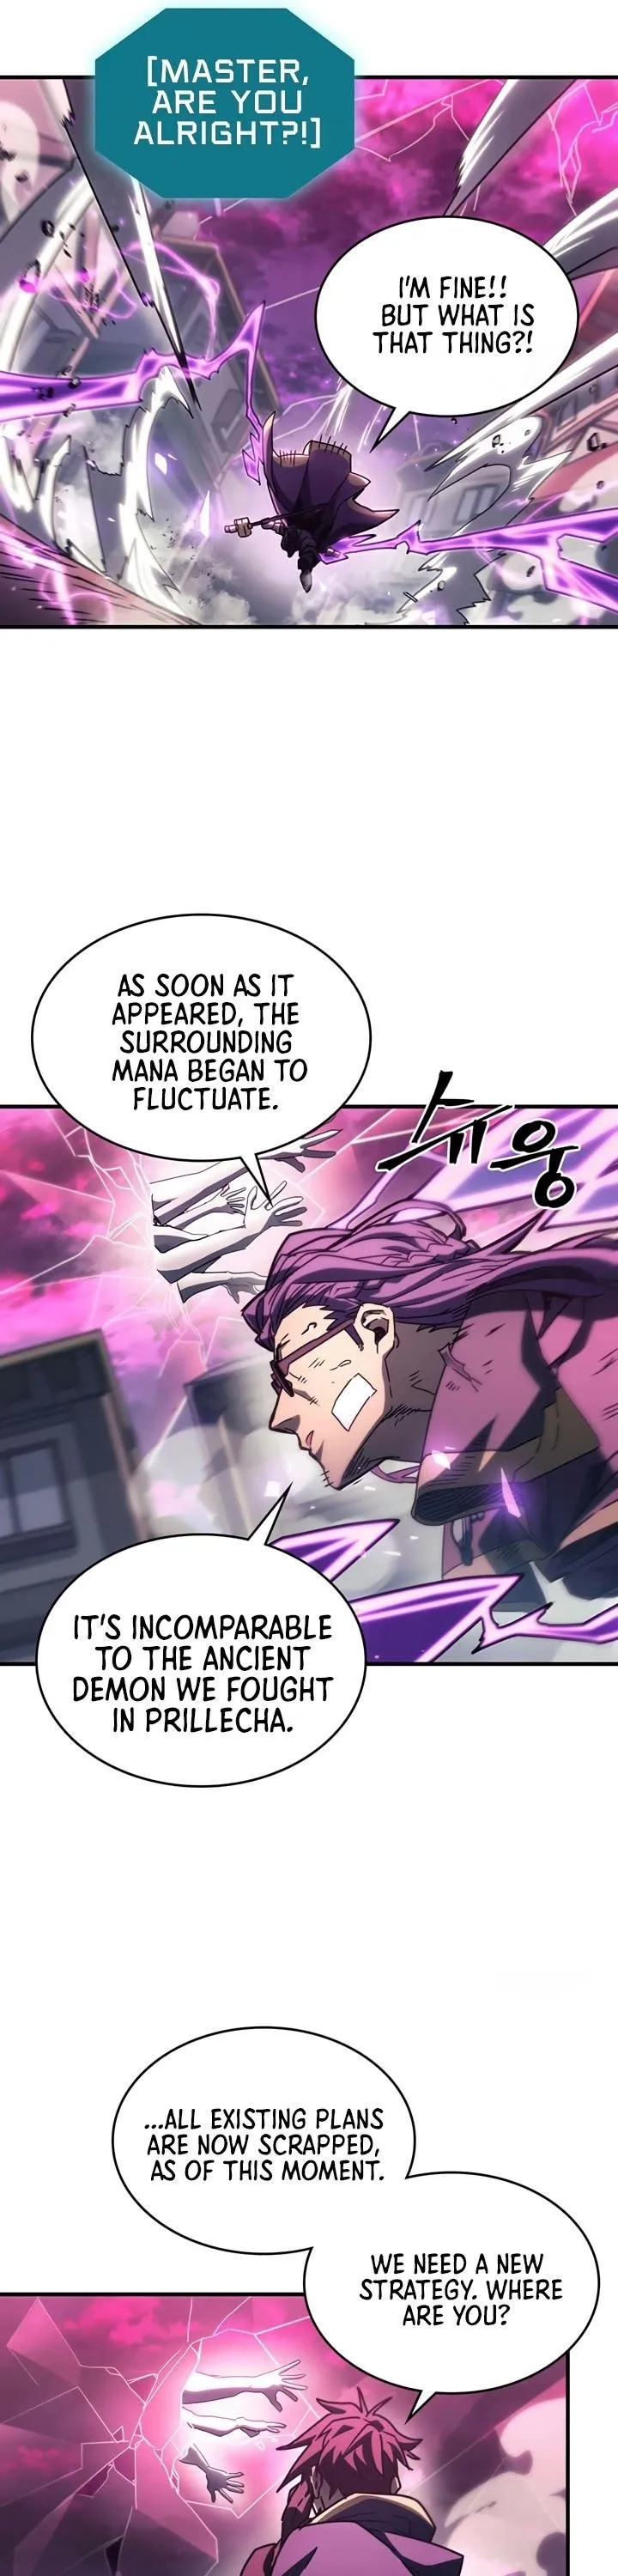 [MASTER,
ARE YOU
ALRIGHT?!]
I'M FINE!!
BUT WHAT IS
THAT THING?!
AS SOON AS IT
APPEARED, THE
SURROUNDING
MANA BEGAN TO
FLUCTUATE.
슈웅
IT'S INCOMPARABLE
TO THE ANCIENT
DEMON WE FOUGHT
IN PRILLECHA.
...ALL EXISTING PLANS
ARE NOW SCRAPPED,
AS OF THIS MOMENT.
WE NEED A NEW
STRATEGY. WHERE
ARE YOU?